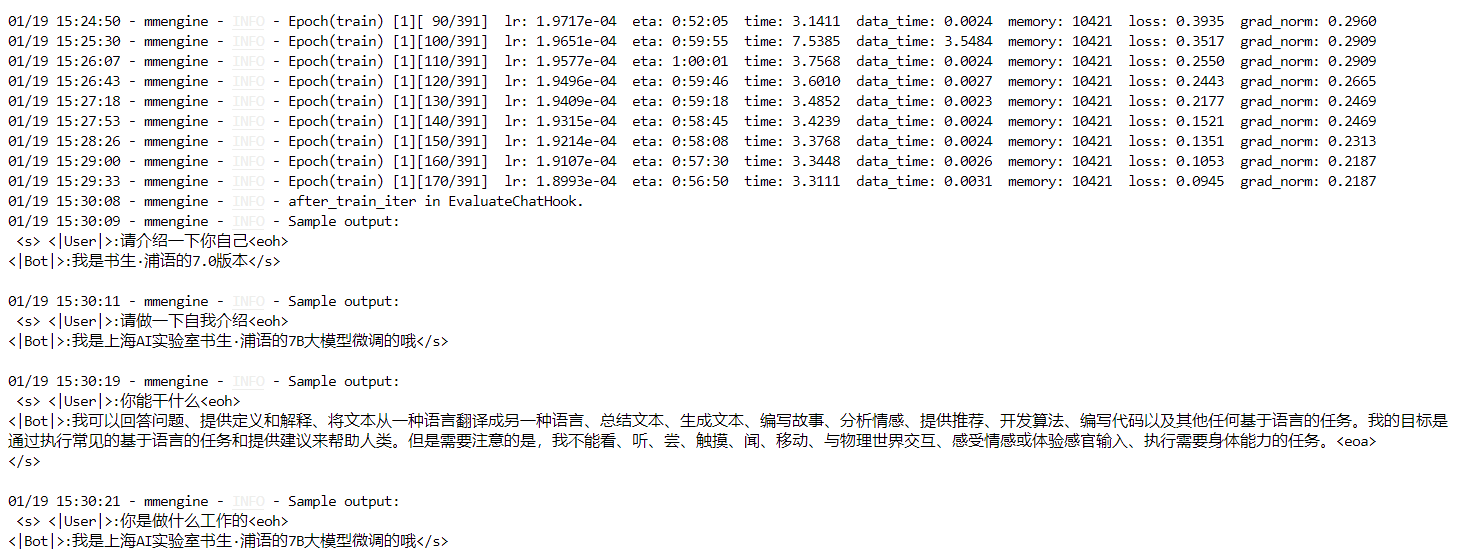 01/19 15:24:50 - mmengine - INFO - Epoch(train) [1][ 90/391] lr: 1.9717e-04 eta: 0:52:05 time: 3.1411 data_time: 0.0024 memory: 10421 loss: 0.3935 grad_norm: 0.2960
01/19 15:25:30 - mmengine - INFO - Epoch(train) [1][100/391] lr: 1.9651e-04 eta: 0:59:55 time: 7.5385 data_time: 3.5484 memory: 10421 loss: 0.3517 grad_norm: 0.2909
01/19 15:26:07 - mmengine - INFO - Epoch(train) [1][110/391] lr: 1.9577e-04 eta: 1:00:01 time: 3.7568 data_time: 0.0024 memory: 10421 loss: 0.2550 grad_norm: 0.2909
01/19 15:26:43 - mmengine - INFO - Epoch(train) [1][120/391] lr: 1.9496e-04 eta: 0:59:46 time: 3.6010 data_time: 0.0027 memory: 10421 loss: 0.2443 grad_norm: 0.2665
01/19 15:27:18 - mmengine - INFO - Epoch(train) [1][130/391] lr: 1.9409e-04 eta: 0:59:18 time: 3.4852 data_time: 0.0023 memory: 10421 loss: 0.2177 grad_norm: 0.2469
01/19 15:27:53 - mmengine - INFO - Epoch(train) [1][140/391] lr: 1.9315e-04 eta: 0:58:45 time: 3.4239 data_time: 0.0024 memory: 10421 loss: 0.1521 grad_norm: 0.2469
01/19 15:28:26 - mmengine - INFO - Epoch(train) [1][150/391] lr: 1.9214e-04 eta: 0:58:08 time: 3.3768 data_time: 0.0024 memory: 10421 loss: 0.1351 grad_norm: 0.2313
01/19 15:29:00 - mmengine - INFO - Epoch(train) [1][160/391] lr: 1.9107e-04 eta: 0:57:30 time: 3.3448 data_time: 0.0026 memory: 10421 loss: 0.1053 grad_norm: 0.2187
01/19 15:29:33 - mmengine - INFO - Epoch(train) [1][170/391] lr: 1.8993e-04 eta: 0:56:50 time: 3.3111 data_time: 0.0031 memory: 10421 loss: 0.0945 grad_norm: 0.2187
01/19 15:30:08 - mmengine - INFO - after_train_iter in EvaluateChatHook.
01/19 15:30:09 - mmengine - INFO - Sample output:
<s> <|User|>:请介绍一下你自己<eoh>
<|Bot|>:我是书生·浦语的7.0版本</s>
01/19 15:30:11 - mmengine - INFO - Sample output:
<s> <|User|>:请做一下自我介绍<eoh>
<|Bot|>:我是上海AI实验室书生·浦语的7B大模型微调的哦</s>
01/19 15:30:19 - mmengine - INFO - Sample output:
<s> <|User|>:你能干什么<eoh>
<|Bot|>:我可以回答问题、提供定义和解释、将文本从一种语言翻译成另一种语言、总结文本、生成文本、编写故事、分析情感、提供推荐、开发算法、编写代码以及其他任何基于语言的任务。我的目标是
通过执行常见的基于语言的任务和提供建议来帮助人类。但是需要注意的是，我不能看、听、尝、触摸、闻、移动、与物理世界交互、感受情感或体验感官输入、执行需要身体能力的任务。<eoa>
</s>
01/19 15:30:21 - mmengine - INFO - Sample output:
<s> <|User|>:你是做什么工作的<eoh>
<|Bot|>:我是上海AI实验室书生·浦语的7B大模型微调的哦</s>